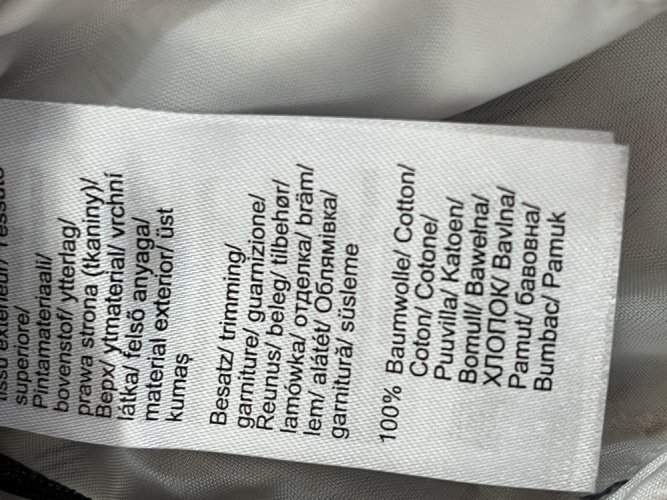 superiore/
Pintamateriaali/
bovenstof/ ytterlag/
prawa strona (tkaniny)/
Верх/ ytmaterial/ vrchní
látka/ felső anyaga/
material exterior/ üst
kumaş
Besatz/ trimming/
garniture/ guarnizione/
Reunus/ beleg/ tilbehør/
lamówka/ отделка/ bräm/
lem/ alátét/ Облямівка/
garnitură/ süsleme
100% Baumwolle/ Cotton/
Coton/ Cotone/
Puuvilla/ Katoen/
Bomull/ Bawełna/
ХЛОПОК/ Bavlna/
Pamut/ бавовна/
Bumbac/ Pamuk